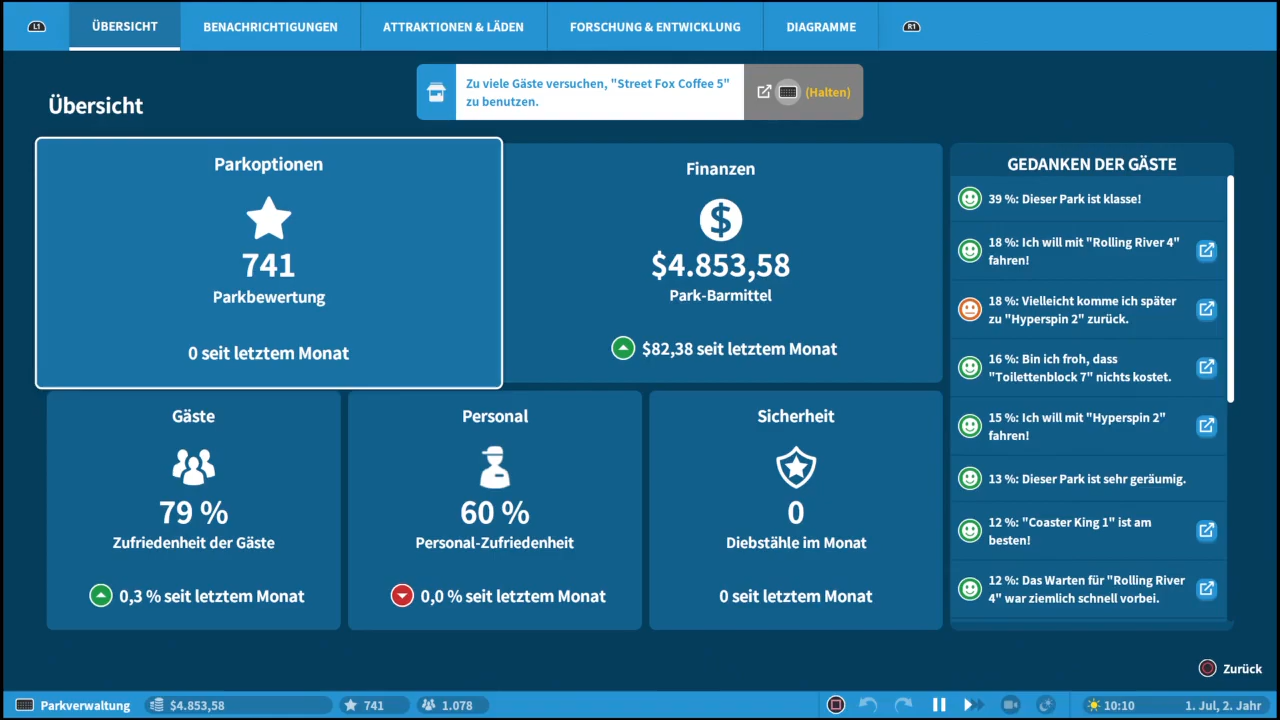 L1
ÜBERSICHT
BENACHRICHTIGUNGEN
ATTRAKTIONEN & LÄDEN
FORSCHUNG & ENTWICKLUNG
DIAGRAMME
R1
Übersicht
Zu viele Gäste versuchen, "Street Fox Coffee 5"
zu benutzen.
(Halten)
Parkoptionen
741
Parkbewertung
0 seit letztem Monat
Finanzen
$
$4.853,58
Park-Barmittel
$82,38 seit letztem Monat
Gäste
79 %
Zufriedenheit der Gäste
0,3 % seit letztem Monat
Personal
60 %
Personal-Zufriedenheit
0,0 % seit letztem Monat
Sicherheit
0
Diebstähle im Monat
0 seit letztem Monat
GEDANKEN DER GÄSTE
39 %: Dieser Park ist klasse!
18 %: Ich will mit "Rolling River 4"
fahren!
18 %: Vielleicht komme ich später
zu "Hyperspin 2" zurück.
16 %: Bin ich froh, dass
"Toilettenblock 7" nichts kostet.
15 %: Ich will mit "Hyperspin 2"
fahren!
13 %: Dieser Park ist sehr geräumig.
12 %: "Coaster King 1" ist am
besten!
12 %: Das Warten für "Rolling River
4" war ziemlich schnell vorbei.
Zurück
Parkverwaltung
$4.853,58
741
1.078
10:10
1. Jul, 2. Jahr